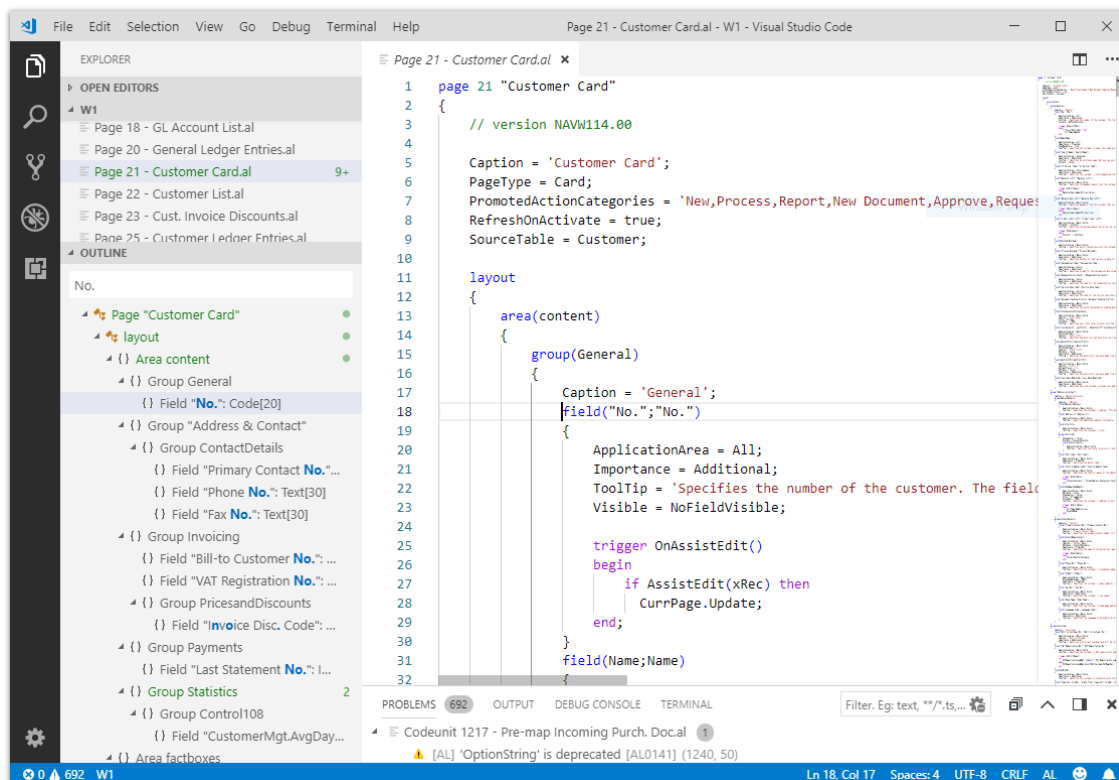 File Edit Selection View Go Debug Terminal Help Page 21 - Customer Card.al - W1 - Visual Studio Code
EXPLORER
OPEN EDITORS
W1
Page 18 - GL Account List.al
Page 20 - General Ledger Entries.al
Page 21 - Customer Card.al 9+
Page 22 - Customer List.al
Page 23 - Cust. Invoice Discounts.al
Page 25 - Customer Ledger Entries.al
OUTLINE
No.
Page "Customer Card"
layout
{} Area content
{} Group General
{} Field "No.": Code[20]
{} Group "Address & Contact"
{} Group ContactDetails
{} Field "Primary Contact No."...
{} Field "Phone No.": Text[30]
{} Field "Fax No.": Text[30]
{} Group Invoicing
{} Field "Bill-to Customer No.": ...
{} Field "VAT Registration No.": ...
{} Group PricesandDiscounts
{} Field "Invoice Disc. Code": ...
{} Group Payments
{} Field "Last Statement No.": I...
{} Group Statistics 2
{} Group Control108
{} Field "CustomerMgt.AvgDay...
{} Area factboxes
Page 21 - Customer Card.al ×
1 page 21 "Customer Card"
2 {
3 // version NAVW114.00
4
5 Caption = 'Customer Card';
6 PageType = Card;
7 PromotedActionCategories = 'New,Process,Report,New Document,Approve,Reques
8 RefreshOnActivate = true;
9 SourceTable = Customer;
10
11 layout
12 {
13 area(content)
14 {
15 group(General)
16 {
17 Caption = 'General';
18 field("No.";"No.")
19 {
20 ApplicationArea = All;
21 Importance = Additional;
22 ToolTip = 'Specifies the number of the customer. The field
23 Visible = NoFieldVisible;
24
25 trigger OnAssistEdit()
26 begin
27 if AssistEdit(xRec) then
28 CurrPage.Update;
29 end;
30 }
31 field(Name;Name)
32 {
PROBLEMS 692 OUTPUT DEBUG CONSOLE TERMINAL Filter. Eg: text, **/*.ts,...
Codeunit 1217 - Pre-map Incoming Purch. Doc.al 1
[AL] 'OptionString' is deprecated [AL0141] (1240, 50)
0 692 W1 Ln 18, Col 17 Spaces: 4 UTF-8 CRLF AL